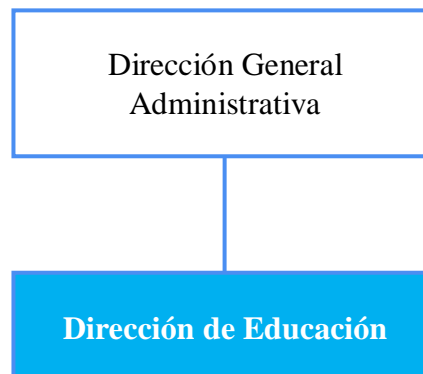 Dirección General
Administrativa
Dirección de Educación